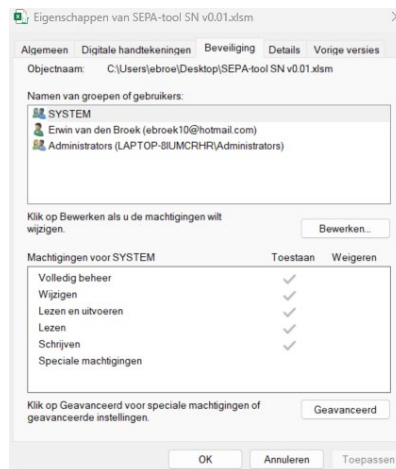 Eigenschappen van SEPA-tool SN v0.01.xlsm
Algemeen Digitale handtekeningen Beveiliging Details Vorige versies
Objectnaam: C:\Users\ebroe\Desktop\SEPA-tool SN v0.01.xlsm
Namen van groepen of gebruikers:
SYSTEM
Erwin van den Broek (ebroek10@hotmail.com)
Administrators (LAPTOP-8IUMCRHR\Administrators)
Klik op Bewerken als u de machtigingen wilt
wijzigen.
Bewerken...
Machtigingen voor SYSTEM Toestaan Weigeren
Volledig beheer
Wijzigen
Lezen en uitvoeren
Lezen
Schrijven
Speciale machtigingen
Klik op Geavanceerd voor speciale machtigingen of
geavanceerde instellingen.
Geavanceerd
OK Annuleren Toepassen